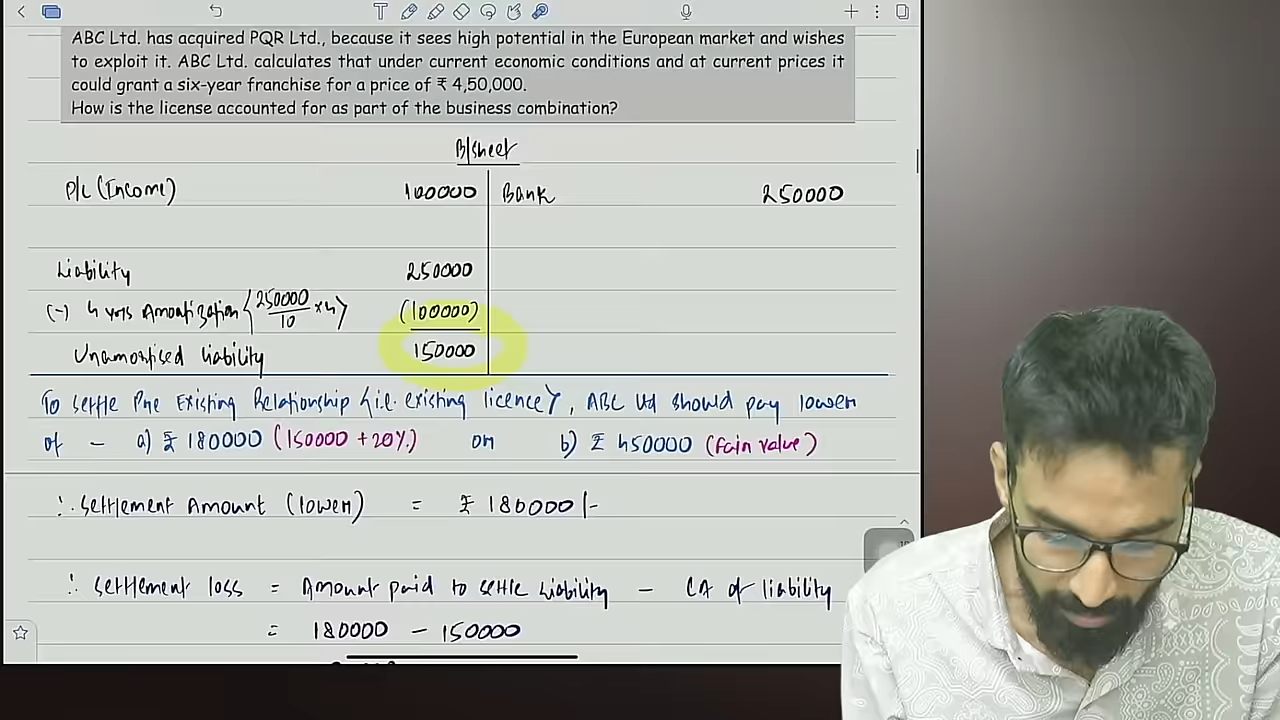 ABC Ltd. has acquired PQR Ltd., because it sees high potential in the European market and wishes
to exploit it. ABC Ltd. calculates that under current economic conditions and at current prices it
could grant a six-year franchise for a price of ₹ 4,50,000.
How is the license accounted for as part of the business combination?
B/Sheet
P/L (Income) 100000 Bank 250000
Liability 250000
(-) 4 yrs Amortization {250000/10 x4} (100000)
Unamortised liability 150000
To settle Pre Existing Relationship {i.e. existing licence}, ABC Ltd should pay lower
of - a) ₹ 180000 (150000 + 20%) or b) ₹ 450000 (Fair value)
∴ Settlement Amount (lower) = ₹ 180000/-
∴ Settlement loss = Amount paid to settle liability - CA of liability
= 180000 - 150000